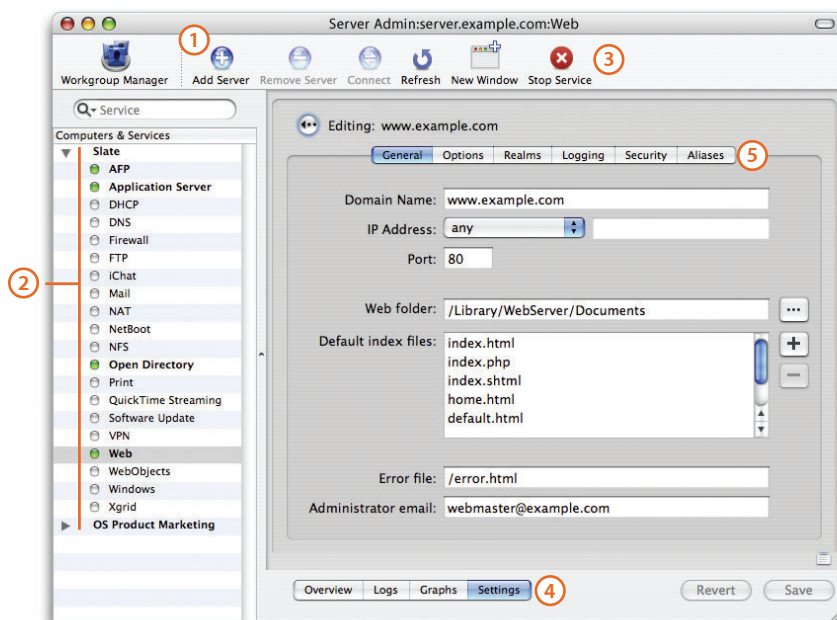 Server Admin:server.example.com:Web
1
3
Workgroup Manager Add Server Remove Server Connect Refresh New Window Stop Service
Service
Computers & Services
Slate
AFP
Application Server
DHCP
DNS
Firewall
FTP
iChat
2
Mail
NAT
NetBoot
NFS
Open Directory
Print
QuickTime Streaming
Software Update
VPN
Web
WebObjects
Windows
Xgrid
OS Product Marketing
Editing: www.example.com
General Options Realms Logging Security Aliases
5
Domain Name: www.example.com
IP Address: any
Port: 80
Web folder: /Library/WebServer/Documents ...
Default index files: index.html
index.php
index.shtml
home.html
default.html
+
−
Error file: /error.html
Administrator email: webmaster@example.com
Overview Logs Graphs Settings
4
Revert Save